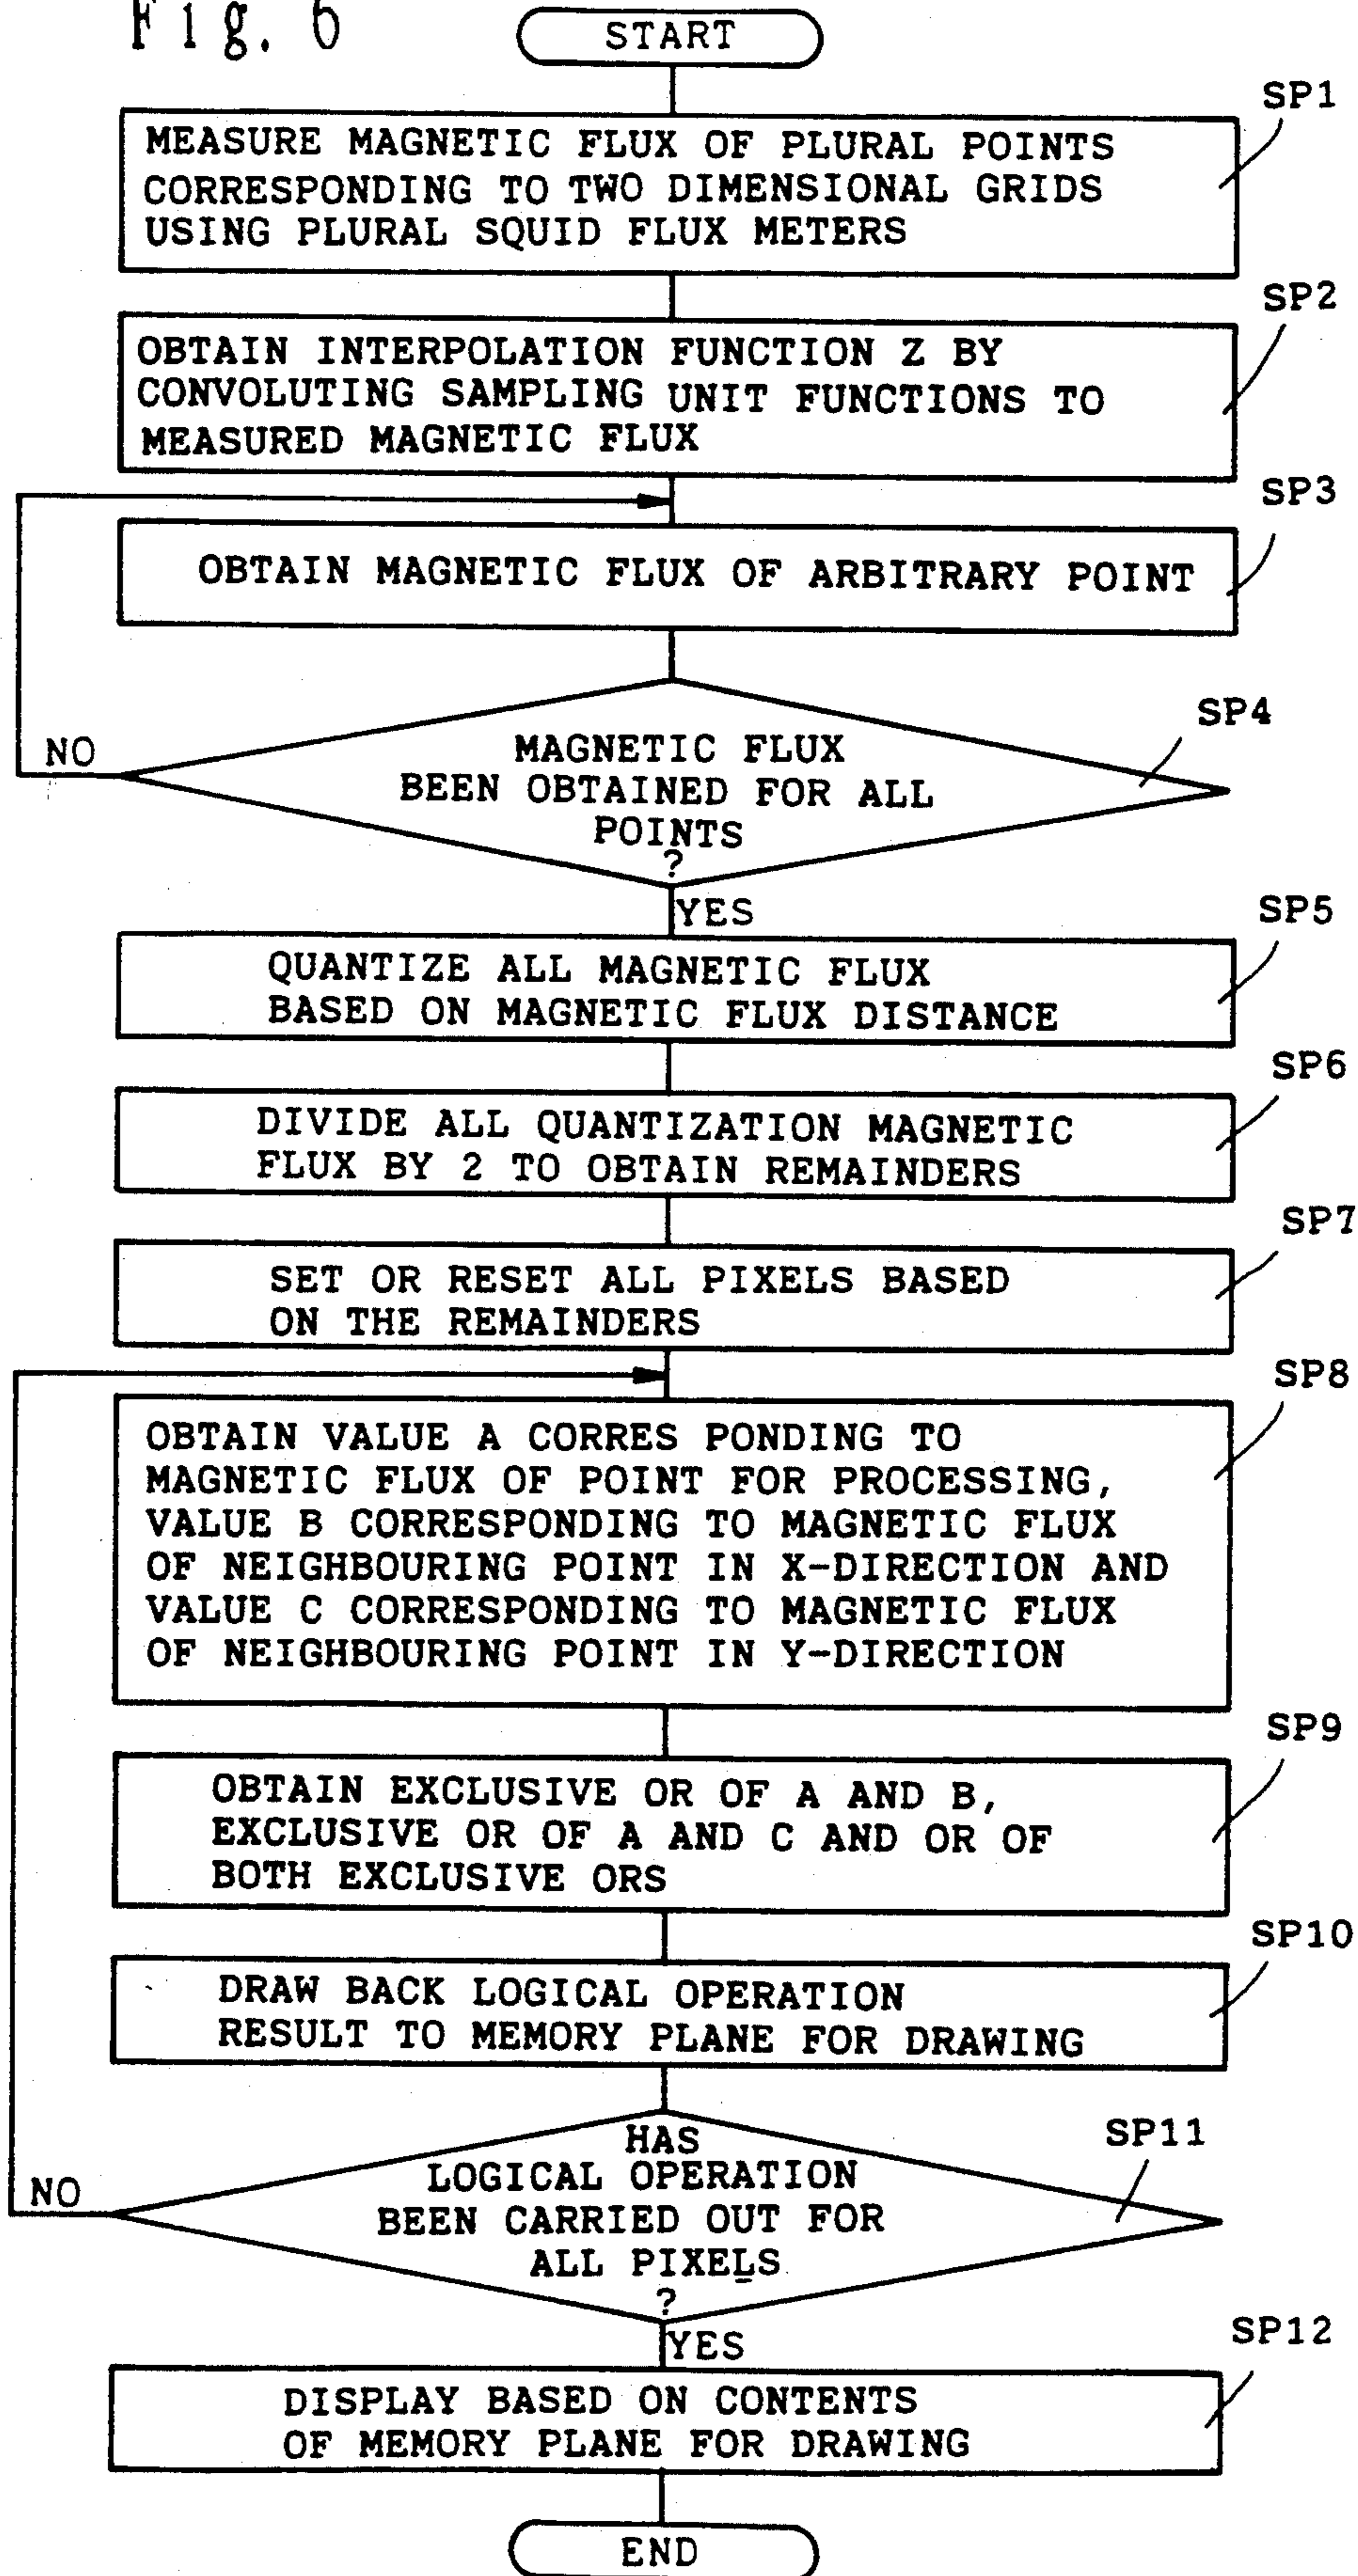 Fig. 6
START
SP1
MEASURE MAGNETIC FLUX OF PLURAL POINTS
CORRESPONDING TO TWO DIMENSIONAL GRIDS
USING PLURAL SQUID FLUX METERS
SP2
OBTAIN INTERPOLATION FUNCTION Z BY
CONVOLUTING SAMPLING UNIT FUNCTIONS TO
MEASURED MAGNETIC FLUX
SP3
OBTAIN MAGNETIC FLUX OF ARBITRARY POINT
SP4
NO
MAGNETIC FLUX
BEEN OBTAINED FOR ALL
POINTS
?
YES
SP5
QUANTIZE ALL MAGNETIC FLUX
BASED ON MAGNETIC FLUX DISTANCE
SP6
DIVIDE ALL QUANTIZATION MAGNETIC
FLUX BY 2 TO OBTAIN REMAINDERS
SP7
SET OR RESET ALL PIXELS BASED
ON THE REMAINDERS
SP8
OBTAIN VALUE A CORRES PONDING TO
MAGNETIC FLUX OF POINT FOR PROCESSING,
VALUE B CORRESPONDING TO MAGNETIC FLUX
OF NEIGHBOURING POINT IN X-DIRECTION AND
VALUE C CORRESPONDING TO MAGNETIC FLUX
OF NEIGHBOURING POINT IN Y-DIRECTION
SP9
OBTAIN EXCLUSIVE OR OF A AND B,
EXCLUSIVE OR OF A AND C AND OR OF
BOTH EXCLUSIVE ORS
SP10
DRAW BACK LOGICAL OPERATION
RESULT TO MEMORY PLANE FOR DRAWING
SP11
HAS
LOGICAL OPERATION
NO
BEEN CARRIED OUT FOR
ALL PIXELS
?
YES
SP12
DISPLAY BASED ON CONTENTS
OF MEMORY PLANE FOR DRAWING
END